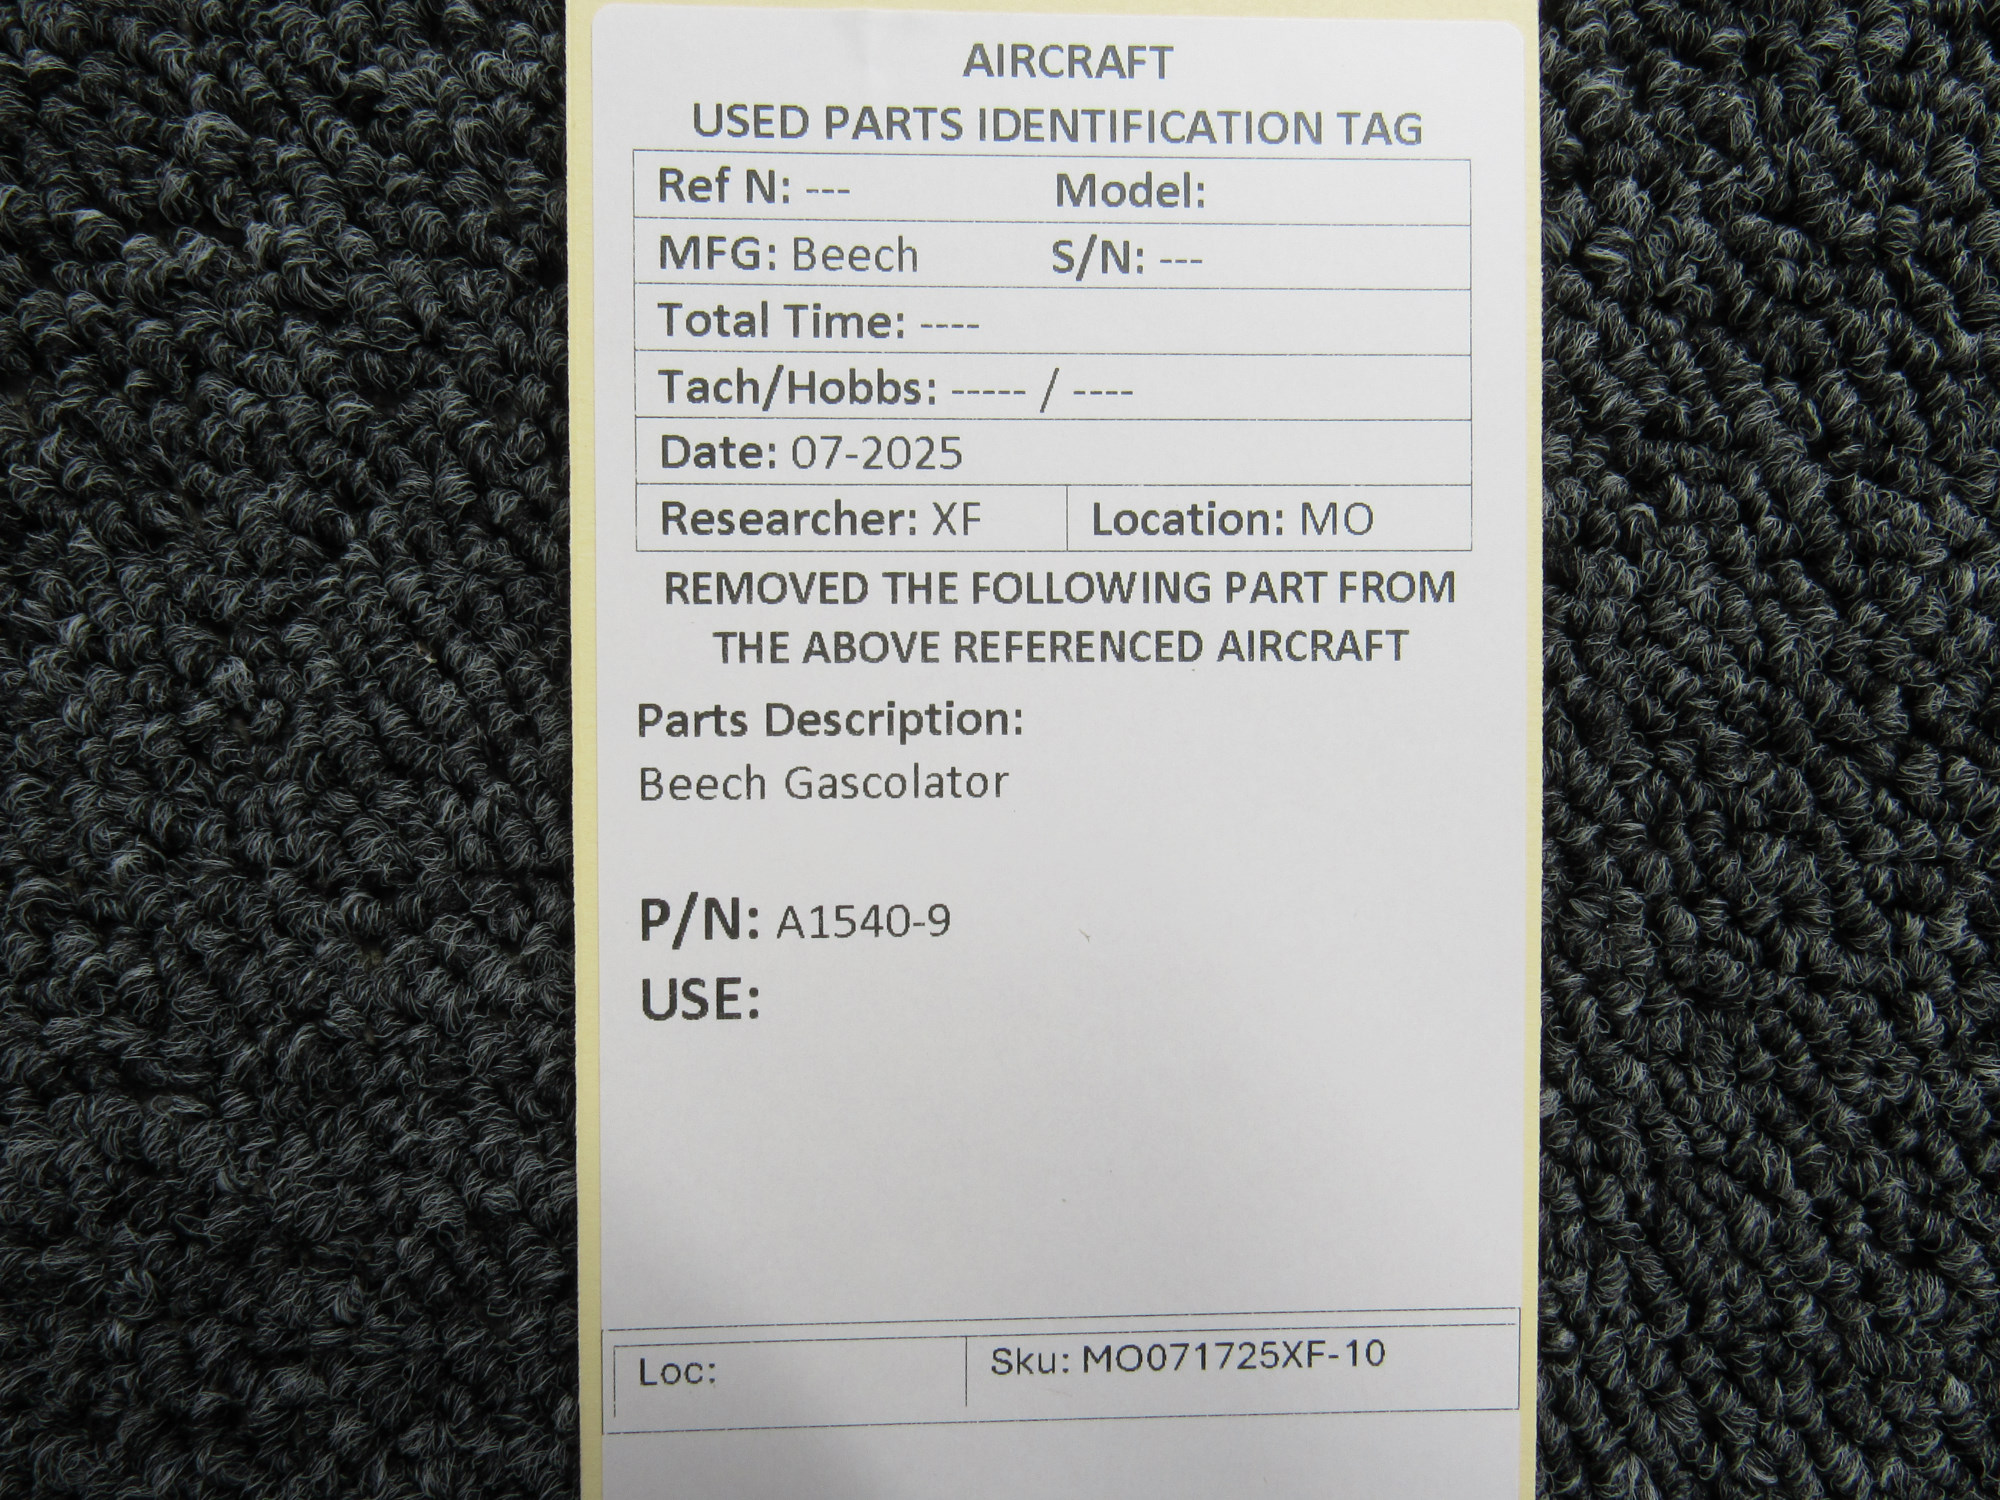 AIRCRAFT
USED PARTS IDENTIFICATION TAG
Ref N: --- Model:
MFG: Beech S/N: ---
Total Time: ----
Tach/Hobbs: ----- / ----
Date: 07-2025
Researcher: XF Location: MO
REMOVED THE FOLLOWING PART FROM
THE ABOVE REFERENCED AIRCRAFT
Parts Description:
Beech Gascolator
P/N: A1540-9
USE:
Loc: Sku: MO071725XF-10